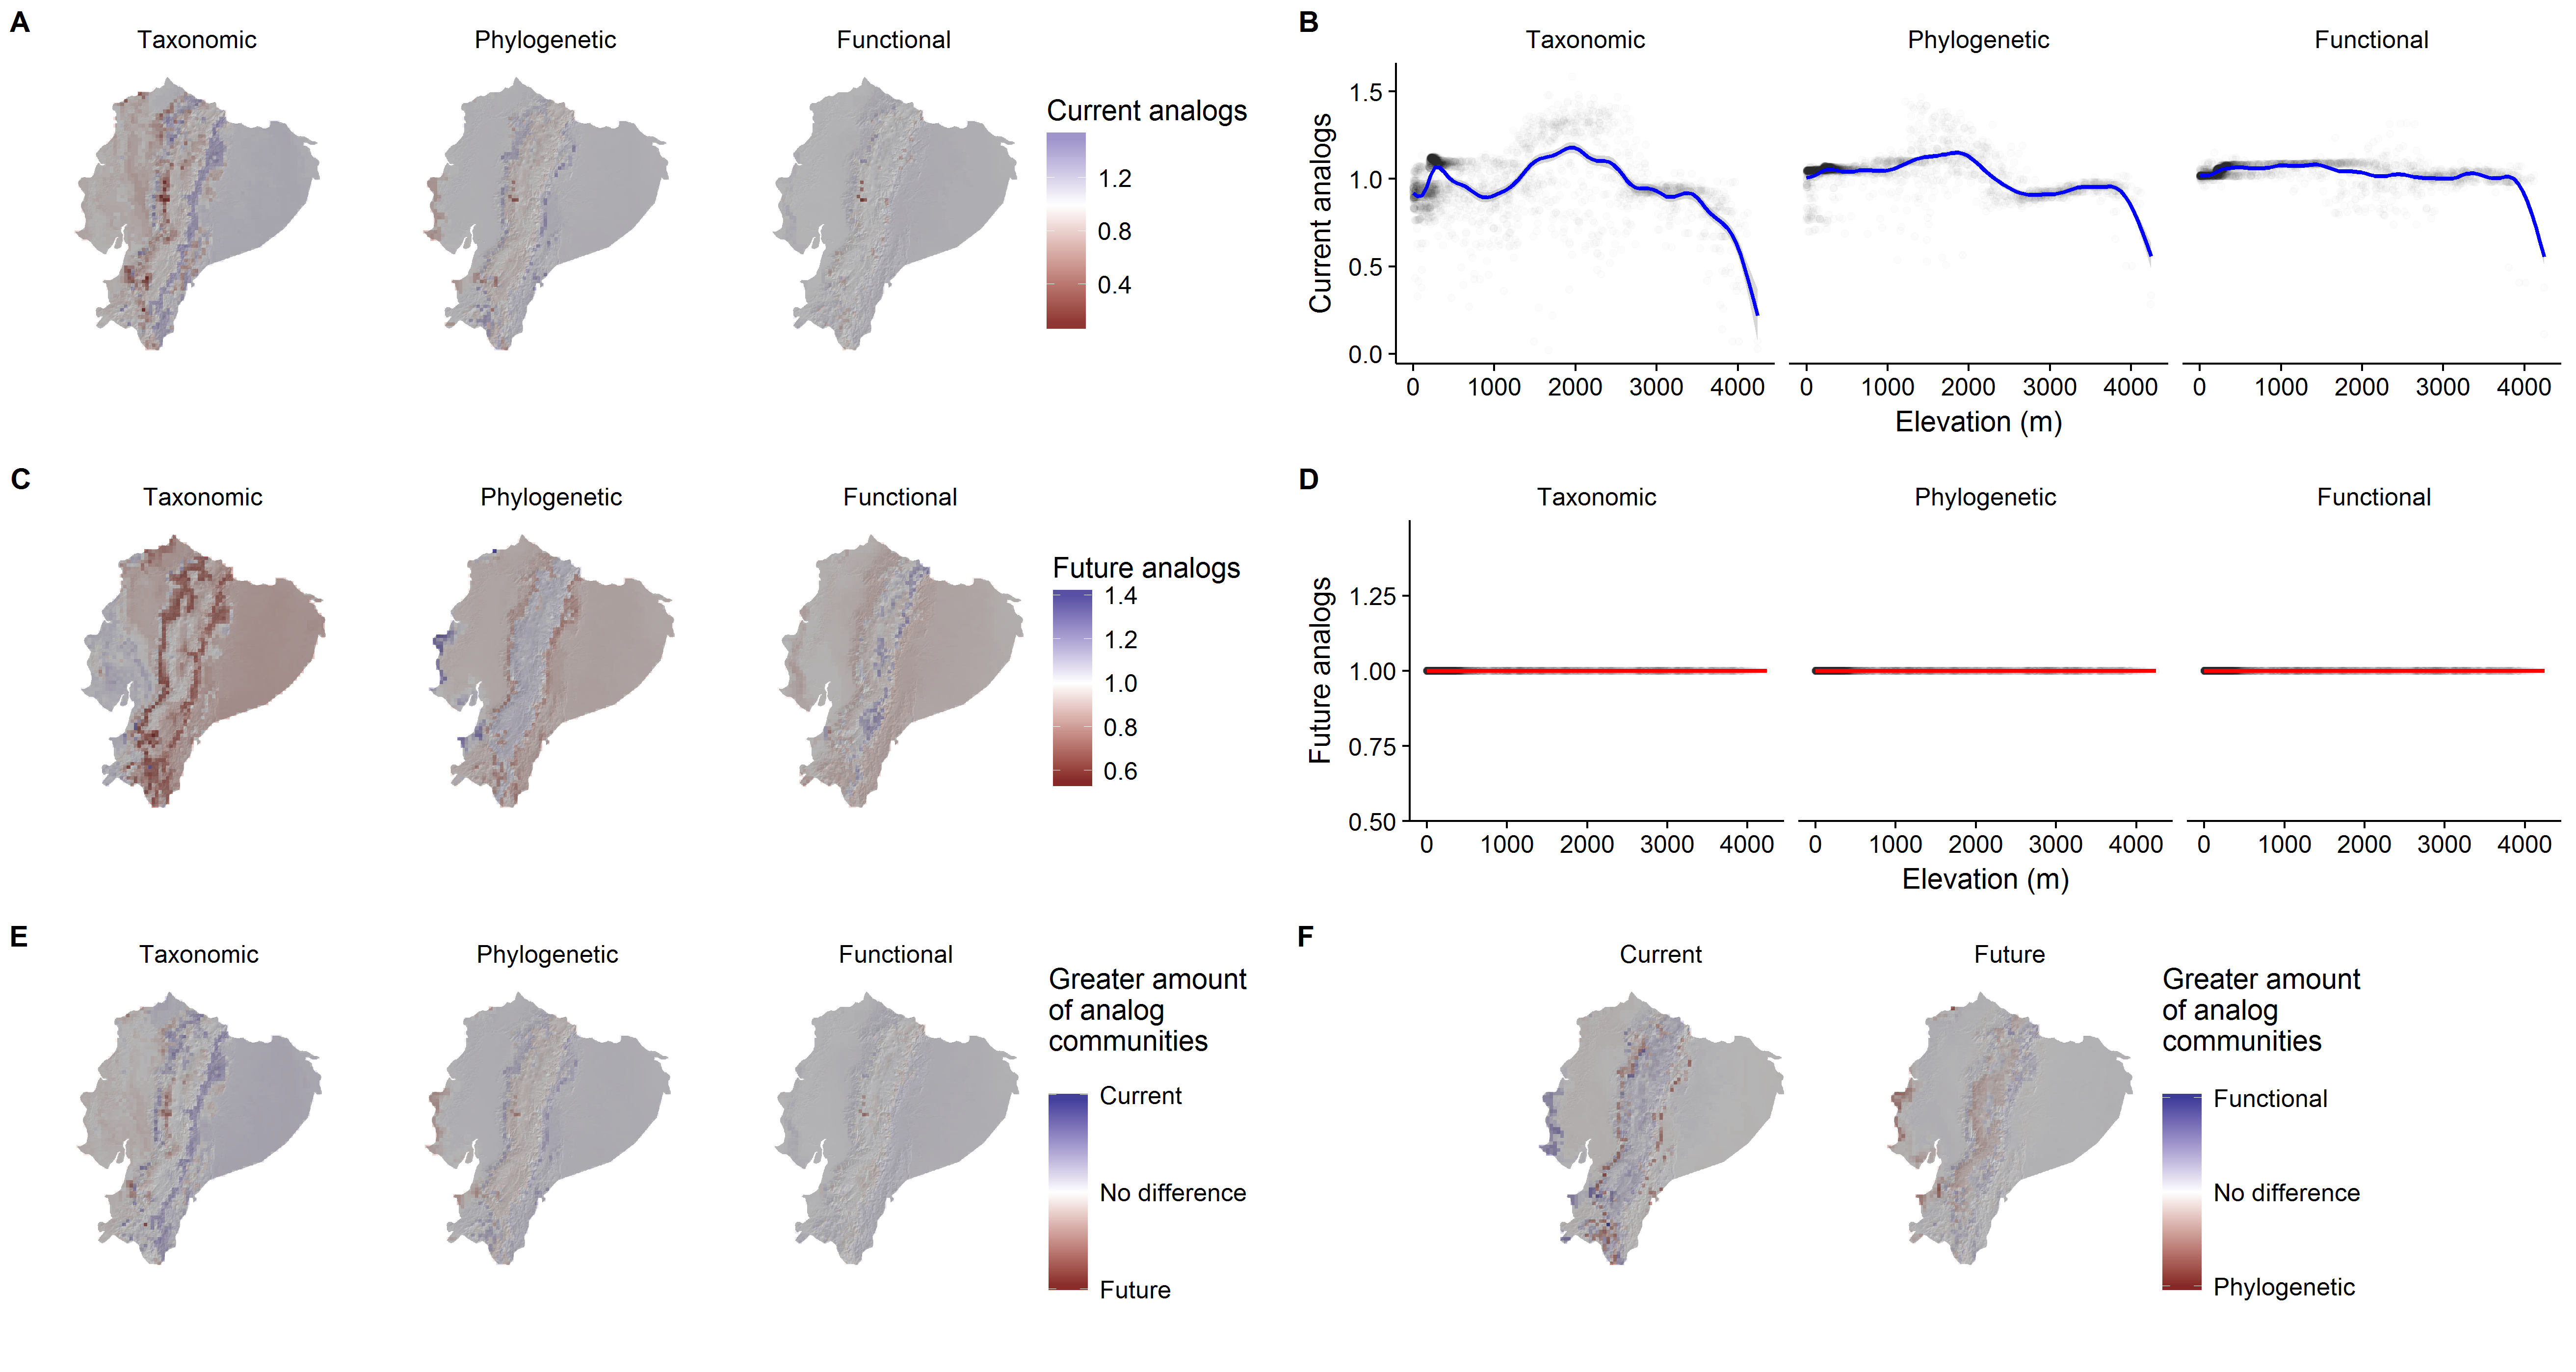 A
Taxonomic
Phylogenetic
Functional
Current analogs
1.2
0.8
0.4
B
Taxonomic
Phylogenetic
Functional
Current analogs
1.5
1.0
0.5
0.0
0 1000 2000 3000 4000
0 1000 2000 3000 4000
0 1000 2000 3000 4000
Elevation (m)
C
Taxonomic
Phylogenetic
Functional
Future analogs
1.4
1.2
1.0
0.8
0.6
D
Taxonomic
Phylogenetic
Functional
Future analogs
1.25
1.00
0.75
0.50
0 1000 2000 3000 4000
0 1000 2000 3000 4000
0 1000 2000 3000 4000
Elevation (m)
E
Taxonomic
Phylogenetic
Functional
Greater amount
of analog
communities
Current
No difference
Future
F
Current
Future
Greater amount
of analog
communities
Functional
No difference
Phylogenetic